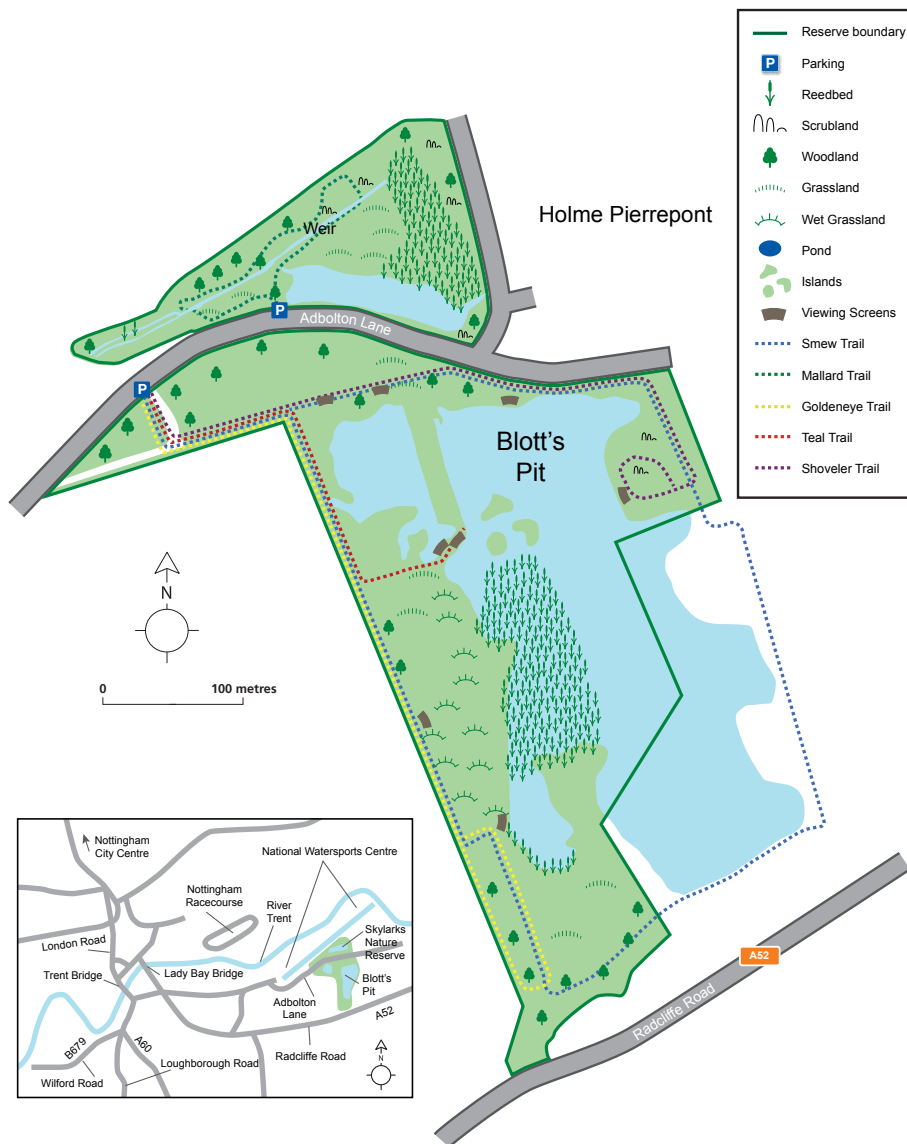 Reserve boundary
P
Parking
Reedbed
Scrubland
Woodland
Grassland
Wet Grassland
Pond
Islands
Viewing Screens
Smew Trail
Mallard Trail
Goldeneye Trail
Teal Trail
Shoveler Trail
Holme Pierrepont
Weir
P
Adbolton Lane
P
Blott's
Pit
N
0
100 metres
A52
Radcliffe Road
Nottingham
City Centre
National Watersports Centre
Nottingham
Racecourse
River
Trent
Skylarks
Nature
Reserve
London Road
Trent Bridge
Lady Bay Bridge
Blott's
Pit
Adbolton
Lane
A52
B679
A60
Radcliffe Road
Loughborough Road
Wilford Road
N